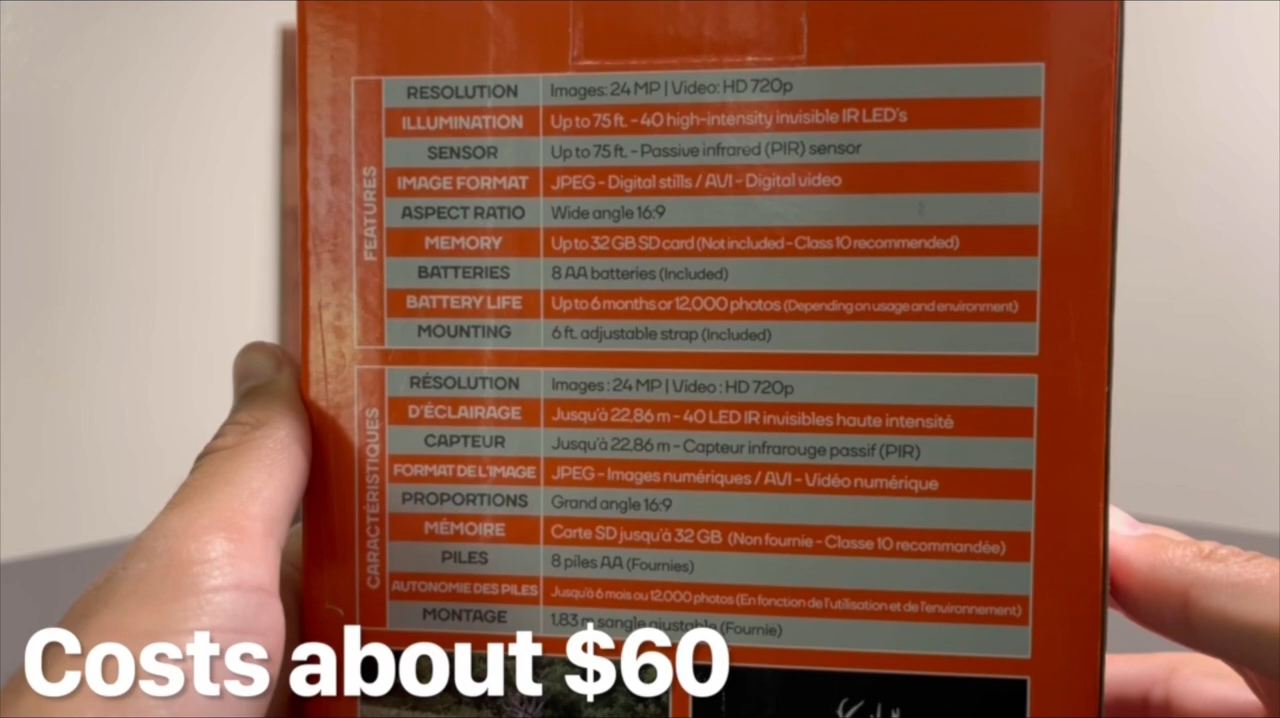 FEATURES
RESOLUTION Images: 24 MP | Video: HD 720p
ILLUMINATION Up to 75 ft. - 40 high-intensity invisible IR LED's
SENSOR Up to 75 ft. - Passive infrared (PIR) sensor
IMAGE FORMAT JPEG - Digital stills / AVI - Digital video
ASPECT RATIO Wide angle 16:9
MEMORY Up to 32 GB SD card (Not included - Class 10 recommended)
BATTERIES 8 AA batteries (Included)
BATTERY LIFE Up to 6 months or 12,000 photos (Depending on usage and environment)
MOUNTING 6 ft. adjustable strap (Included)
CARACTÉRISTIQUES
RÉSOLUTION Images : 24 MP | Video : HD 720p
D'ÉCLAIRAGE Jusqu'à 22,86 m - 40 LED IR invisibles haute intensité
CAPTEUR Jusqu'à 22,86 m - Capteur infrarouge passif (PIR)
FORMAT DE L'IMAGE JPEG - Images numériques / AVI - Vidéo numérique
PROPORTIONS Grand angle 16:9
MÉMOIRE Carte SD jusqu'à 32 GB (Non fournie - Classe 10 recommandée)
PILES 8 piles AA (Fournies)
AUTONOMIE DES PILES Jusqu'à 6 mois ou 12,000 photos (En fonction de l'utilisation et de l'environnement)
MONTAGE 1,83 m sangle ajustable (Fournie)
Costs about $60